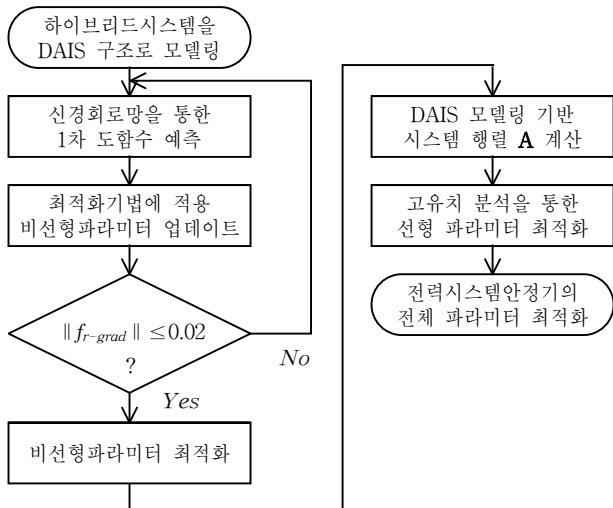 하이브리드시스템을
DAIS 구조로 모델링
신경회로망을 통한
1차 도함수 예측
최적화기법에 적용
비선형파라미터 업데이트
‖f_{r-grad}‖ ≤0.02
?
No
Yes
비선형파라미터 최적화
DAIS 모델링 기반
시스템 행렬 A 계산
고유치 분석을 통한
선형 파라미터 최적화
전력시스템안정기의
전체 파라미터 최적화